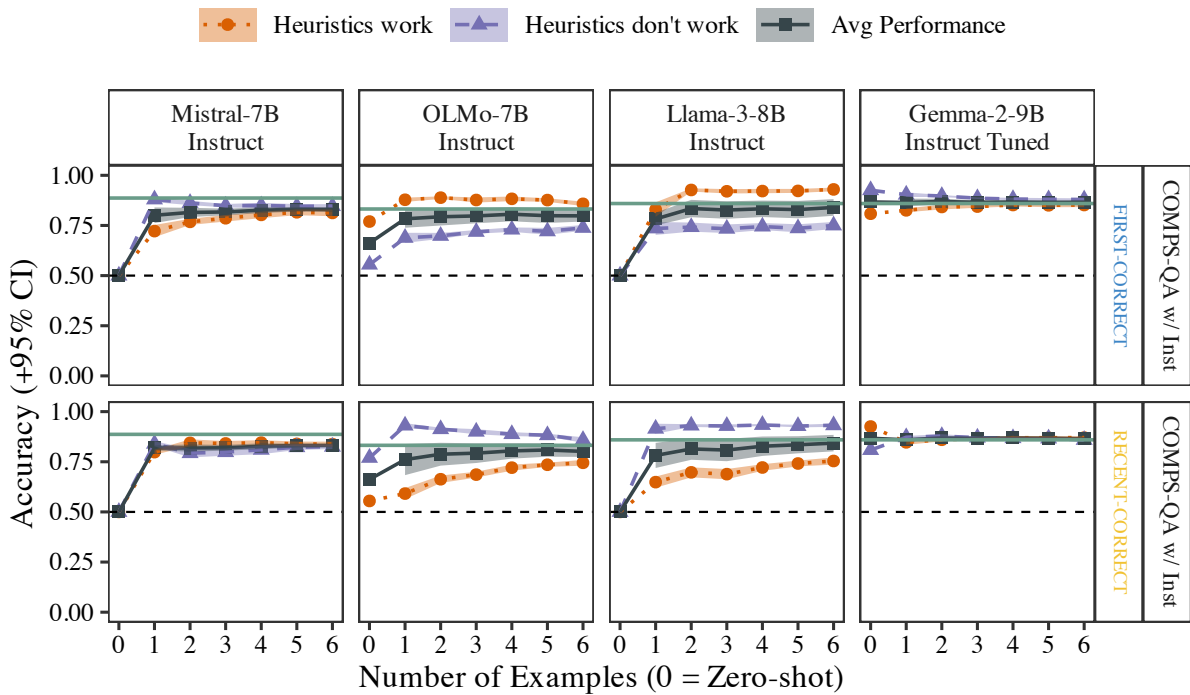 Heuristics work Heuristics don't work Avg Performance
Mistral-7B
Instruct
OLMo-7B
Instruct
Llama-3-8B
Instruct
Gemma-2-9B
Instruct Tuned
Accuracy (+95% CI)
1.00
0.75
0.50
0.25
0.00
FIRST-CORRECT
COMPS-QA w/ Inst
1.00
0.75
0.50
0.25
0.00
RECENT-CORRECT
COMPS-QA w/ Inst
0 1 2 3 4 5 6
0 1 2 3 4 5 6
0 1 2 3 4 5 6
0 1 2 3 4 5 6
Number of Examples (0 = Zero-shot)